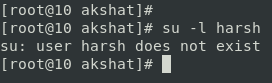 [root@10 akshat]#
[root@10 akshat]# su -l harsh
su: user harsh does not exist
[root@10 akshat]#